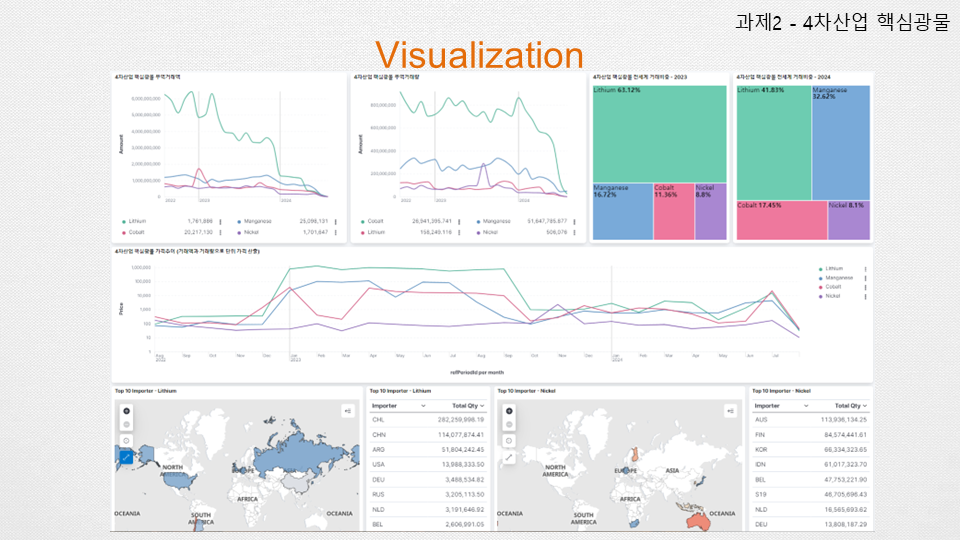 과제2 - 4차산업 핵심광물
Visualization
4차산업 핵심광물 무역거래액
4차산업 핵심광물 무역거래량
4차산업 핵심광물 전세계 거래비중 - 2023
4차산업 핵심광물 전세계 거래비중 - 2024
Amount
6,000,000,000
5,000,000,000
4,000,000,000
3,000,000,000
2,000,000,000
1,000,000,000
0
2022 2023 2024
Lithium 1,761,886 Manganese 25,098,131
Cobalt 20,217,130 Nickel 1,701,647
Amount
800,000,000
600,000,000
400,000,000
200,000,000
0
2022 2023 2024
Cobalt 26,941,395,741 Manganese 51,647,785,677
Lithium 158,249,116 Nickel 506,076
Lithium 63.12%
Manganese 16.72%
Cobalt 11.36%
Nickel 8.8%
Lithium 41.83%
Manganese 32.62%
Cobalt 17.45%
Nickel 8.1%
4차산업 핵심광물 가격추이 (거래액과 거래량으로 단위 가격 산출)
Price
1,000,000
100,000
10,000
1,000
100
10
1
Aug 2022 Sep Oct Nov Dec Jan 2023 Feb Mar Apr May Jun Jul Aug Sep Oct Nov Dec Jan 2024 Feb Mar Apr May Jun Jul
refPeriodId per month
Lithium
Manganese
Cobalt
Nickel
Top 10 Importer - Lithium
NORTH AMERICA
EUROPE
AFRICA
SOUTH AMERICA
OCEANIA
OCEANIA
Top 10 Importer - Lithium
Importer Total Qty
CHL 282,259,998.19
CHN 114,077,874.41
ARG 51,804,242.45
USA 13,988,333.50
DEU 3,488,534.82
RUS 3,205,113.50
NLD 3,191,646.92
BEL 2,606,991.05
Top 10 Importer - Nickel
NORTH AMERICA
EUROPE
ASIA
AFRICA
SOUTH AMERICA
OCEANIA
OCEANIA
Top 10 Importer - Nickel
Importer Total Qty
AUS 113,936,134.25
FIN 84,574,441.61
KOR 66,334,323.65
IDN 61,017,323.70
BEL 47,753,221.90
S19 46,705,696.43
NLD 16,565,693.62
DEU 13,808,187.29